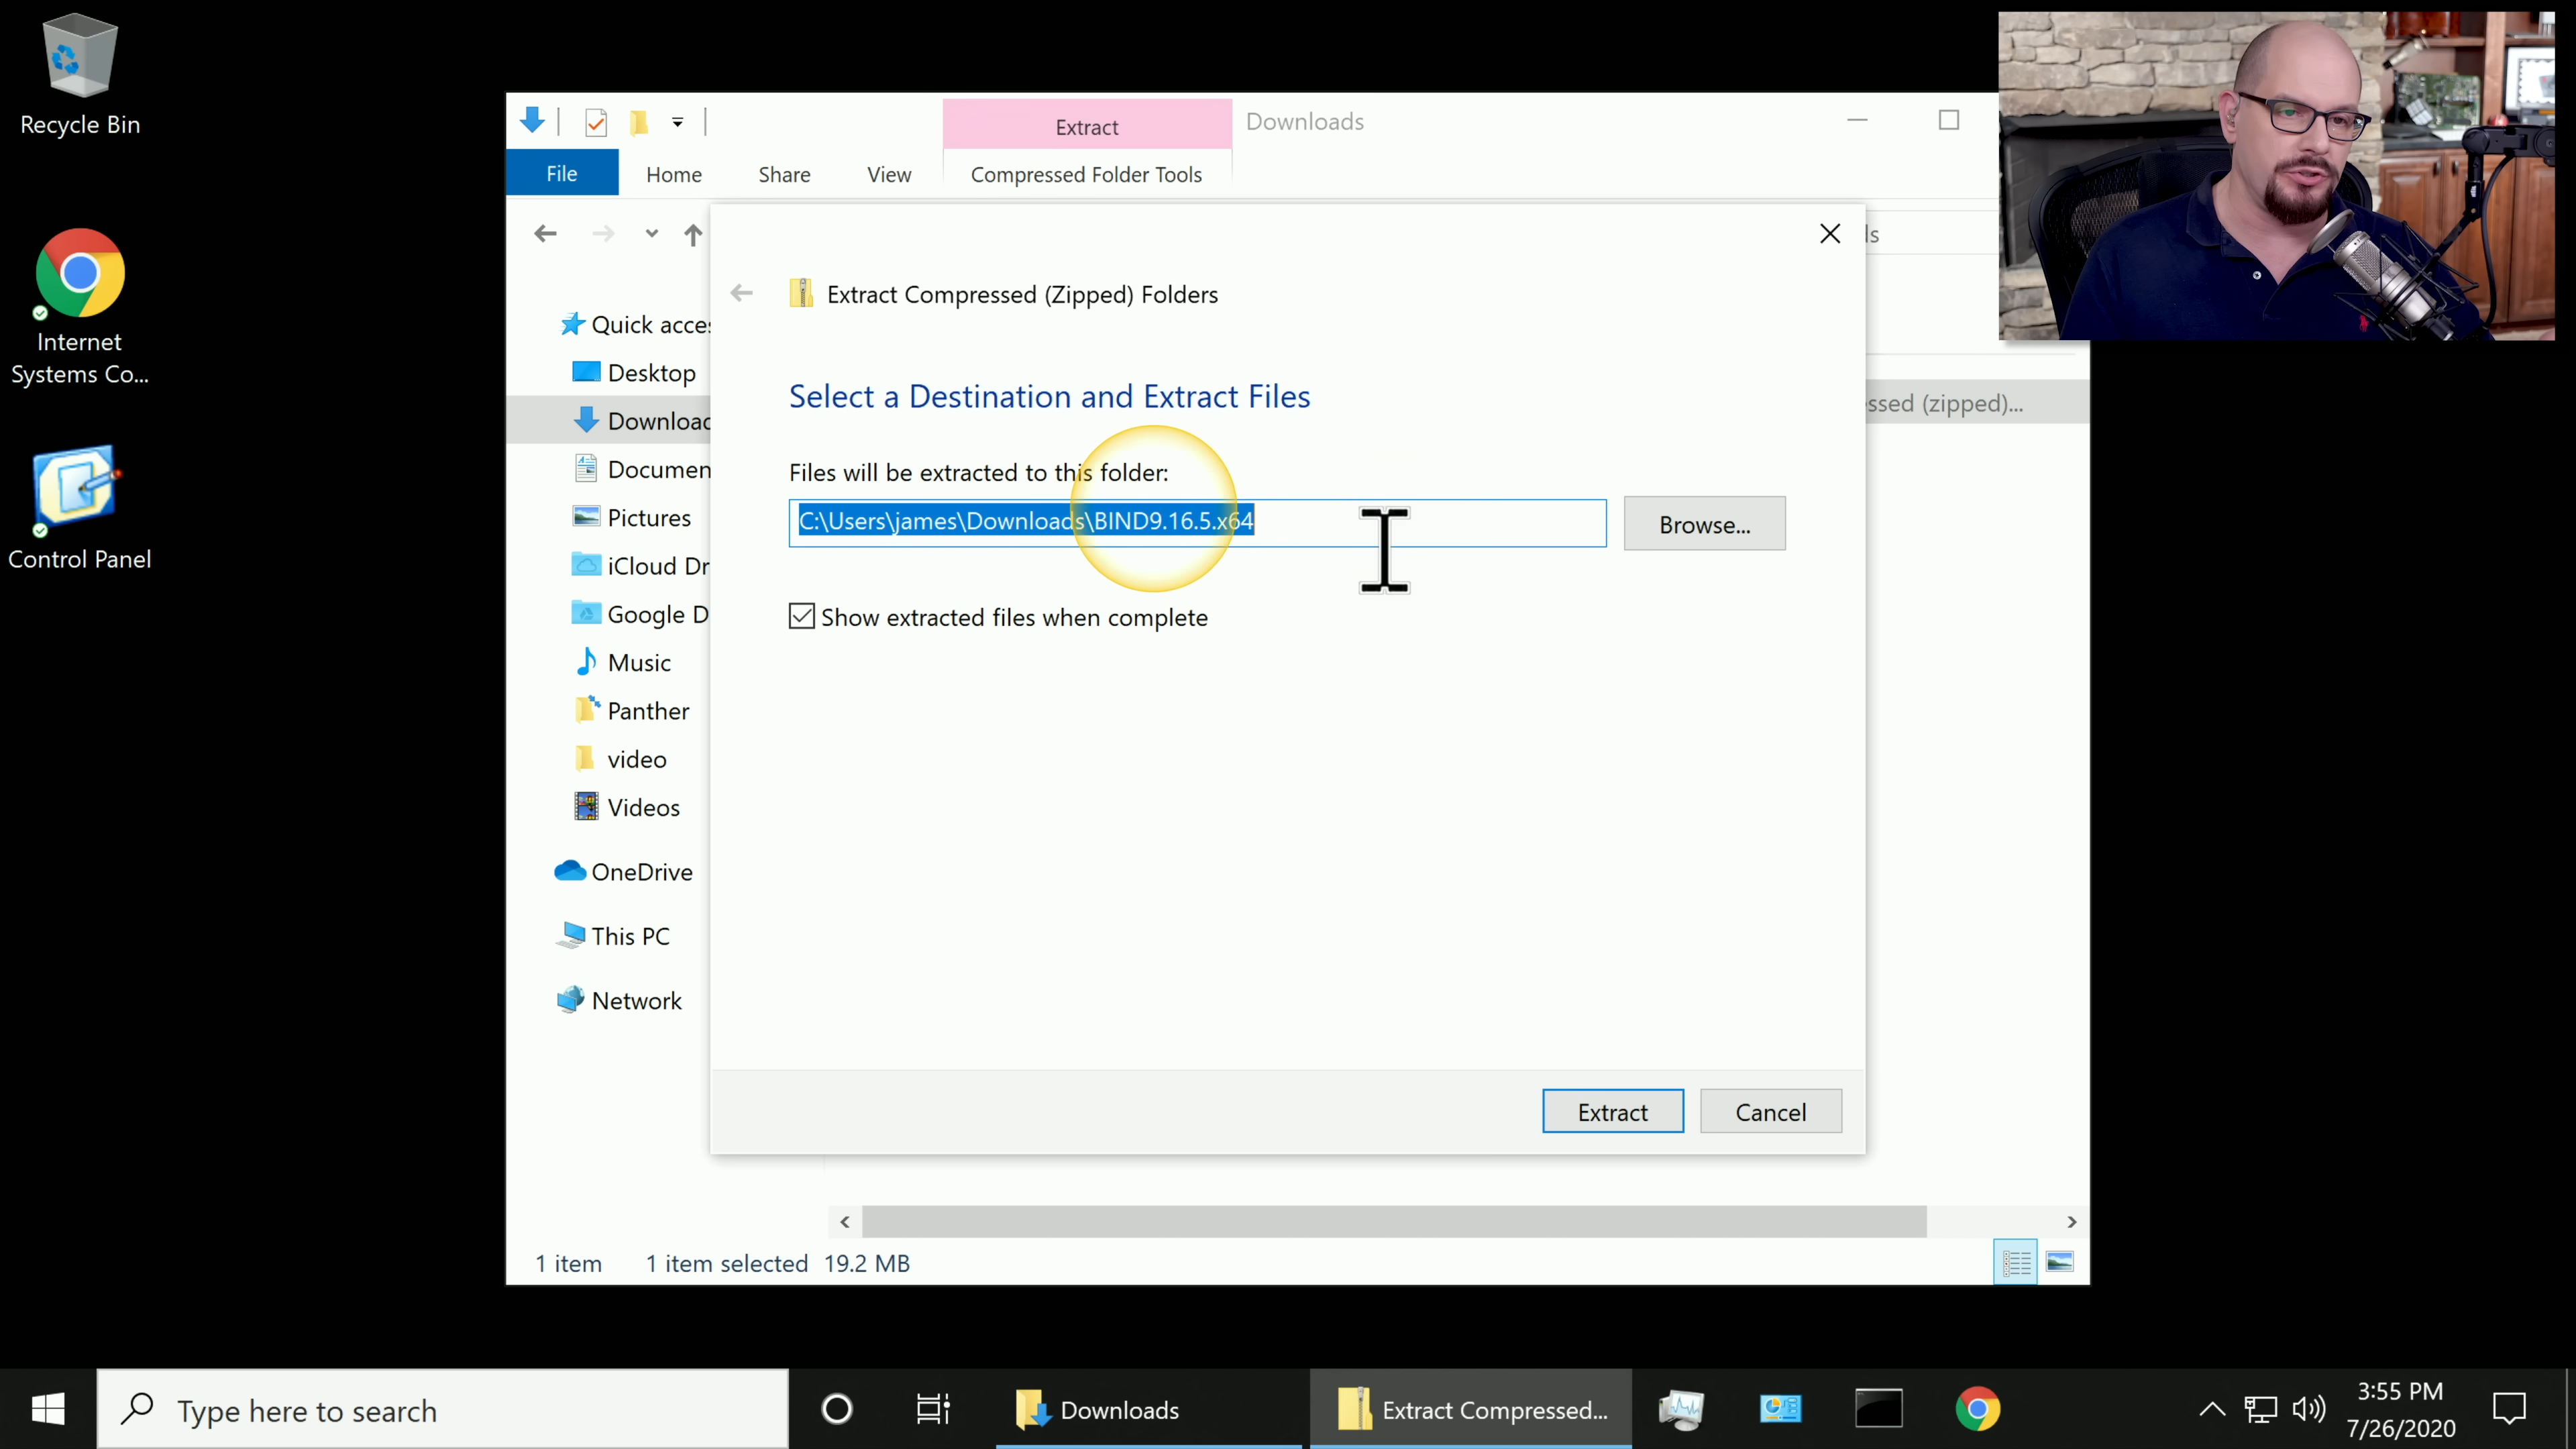 Recycle Bin
Internet
Systems Co...
Control Panel
Extract
Downloads
File
Home
Share
View
Compressed Folder Tools
ls
Extract Compressed (Zipped) Folders
Quick acces
Desktop
Download
Documen
Pictures
iCloud Dr
Google D
Music
Panther
video
Videos
OneDrive
This PC
Network
Select a Destination and Extract Files
Files will be extracted to this folder:
C:\Users\james\Downloads\BIND9.16.5.x64
Browse...
Show extracted files when complete
essed (zipped)...
Extract
Cancel
1 item
1 item selected
19.2 MB
Type here to search
Downloads
Extract Compressed...
3:55 PM
7/26/2020